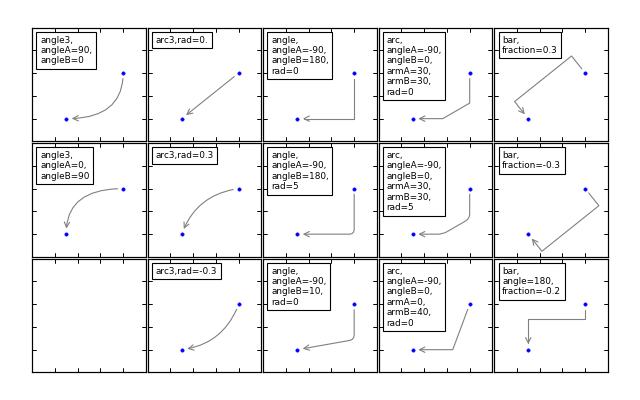 angle3,
angleA=90,
angleB=0
arc3,rad=0.
angle,
angleA=-90,
angleB=180,
rad=0
arc,
angleA=-90,
angleB=0,
armA=30,
armB=30,
rad=0
bar,
fraction=0.3
angle3,
angleA=0,
angleB=90
arc3,rad=0.3
angle,
angleA=-90,
angleB=180,
rad=5
arc,
angleA=-90,
angleB=0,
armA=30,
armB=30,
rad=5
bar,
fraction=-0.3
arc3,rad=-0.3
angle,
angleA=-90,
angleB=10,
rad=0
arc,
angleA=-90,
angleB=0,
armA=0,
armB=40,
rad=0
bar,
angle=180,
fraction=-0.2